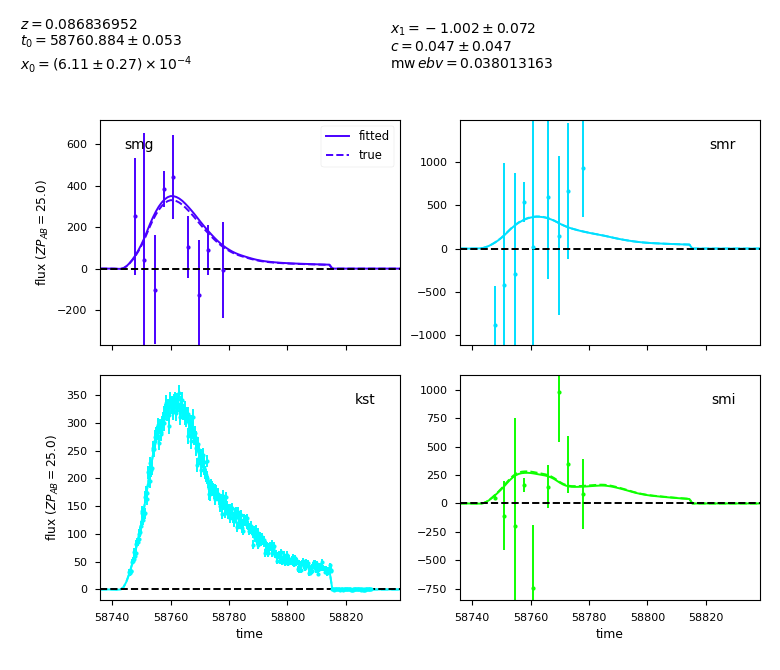 z = 0.086836952
t₀ = 58760.884 ± 0.053
x₀ = (6.11 ± 0.27) × 10⁻⁴
x₁ = −1.002 ± 0.072
c = 0.047 ± 0.047
mw ebv = 0.038013163
smg
fitted
true
600
400
200
0
−200
flux (ZP_AB = 25.0)
smr
1000
500
0
−500
−1000
kst
350
300
250
200
150
100
50
0
flux (ZP_AB = 25.0)
58740 58760 58780 58800 58820
time
smi
1000
750
500
250
0
−250
−500
−750
58740 58760 58780 58800 58820
time